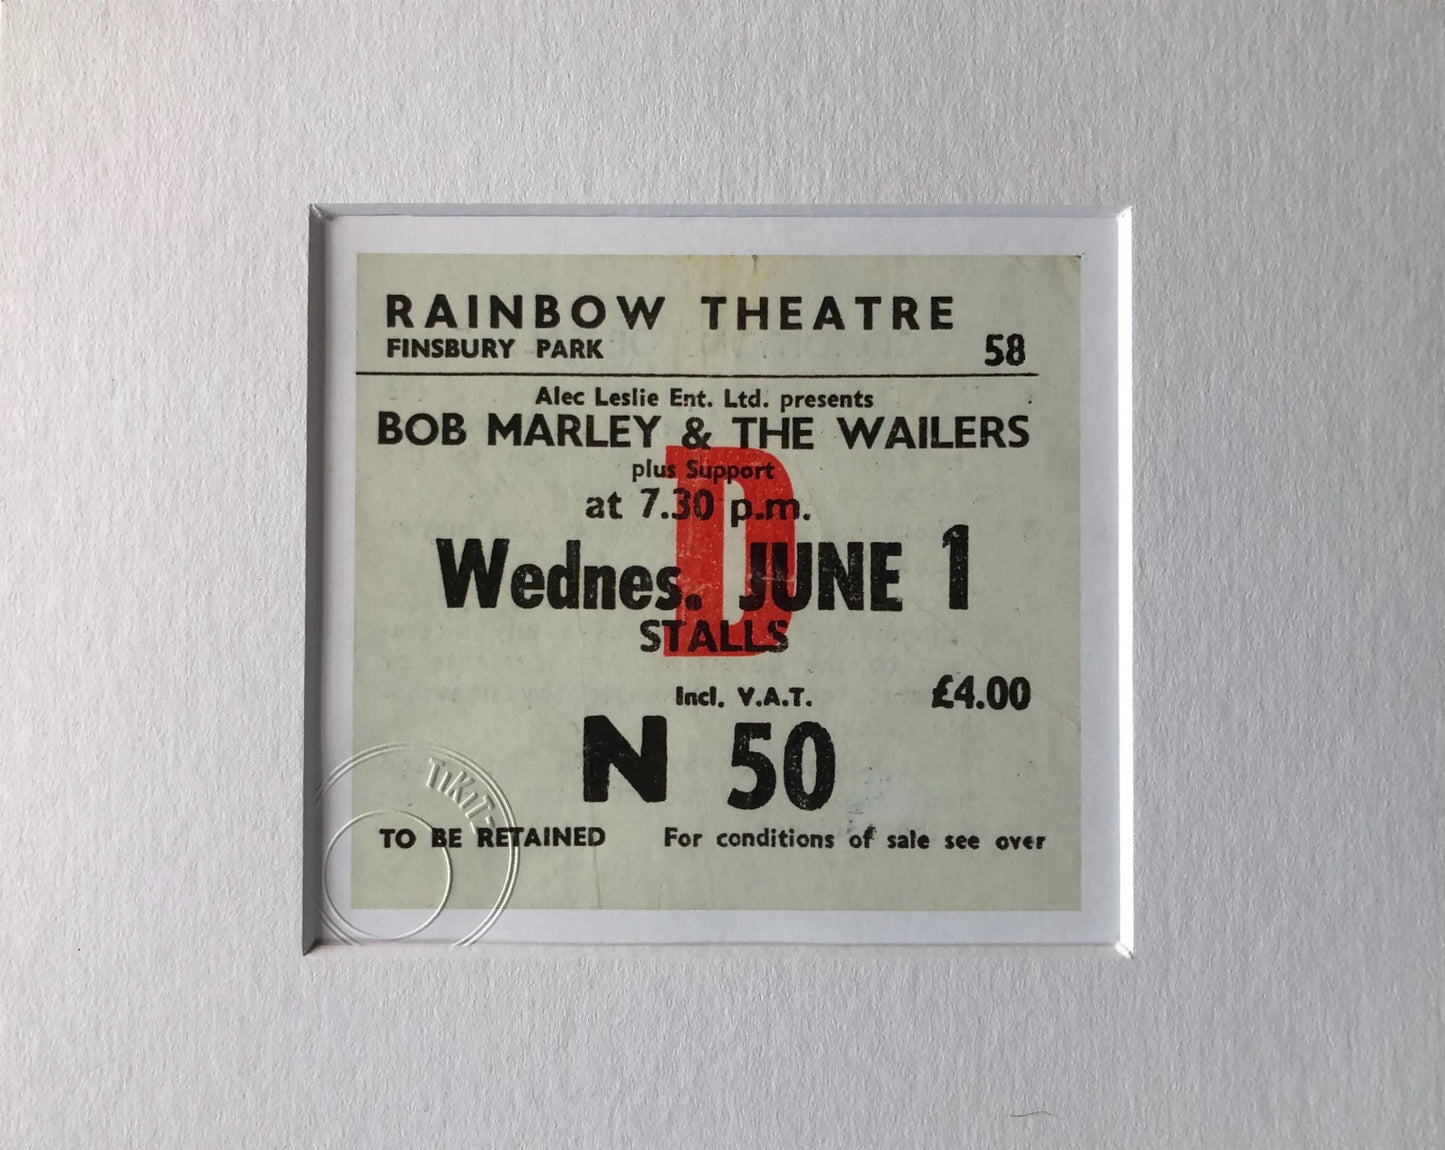 RAINBOW THEATRE
FINSBURY PARK
58
Alec Leslie Ent. Ltd. presents
BOB MARLEY & THE WAILERS
plus Support
at 7.30 p.m.
D
Wednes. JUNE 1
STALLS
Incl. V.A.T. £4.00
N 50
TO BE RETAINED For conditions of sale see over
TiKiTz